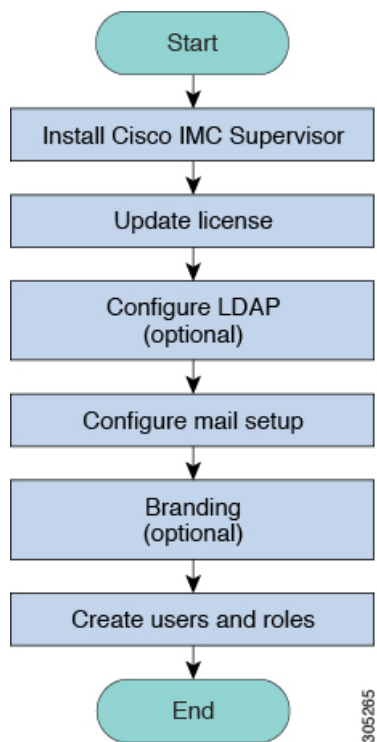 Start
Install Cisco IMC Supervisor
Update license
Configure LDAP
(optional)
Configure mail setup
Branding
(optional)
Create users and roles
End
305265